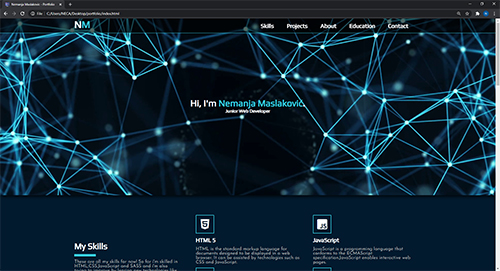 Nemanja Maslakovic - Portfolio
C:/Users/NECA/Desktop/portfolio/index.html
NM
Skills Projects About Education Contact
Hi, I'm Nemanja Maslakovic.
Junior Web Developer
My Skills
These are all my skills for now! So far i'm skilled in
HTML,CSS,JavaScript and SASS and i'm also
HTML 5
HTML is the standard markup language for
documents designed to be displayed in a web
browser. It can be assisted by technologies such as
CSS and JavaScript
JavaScript
JavaScript is a programming language that
conforms to the ECMAScript
specification.JavaScript enables interactive web
pages